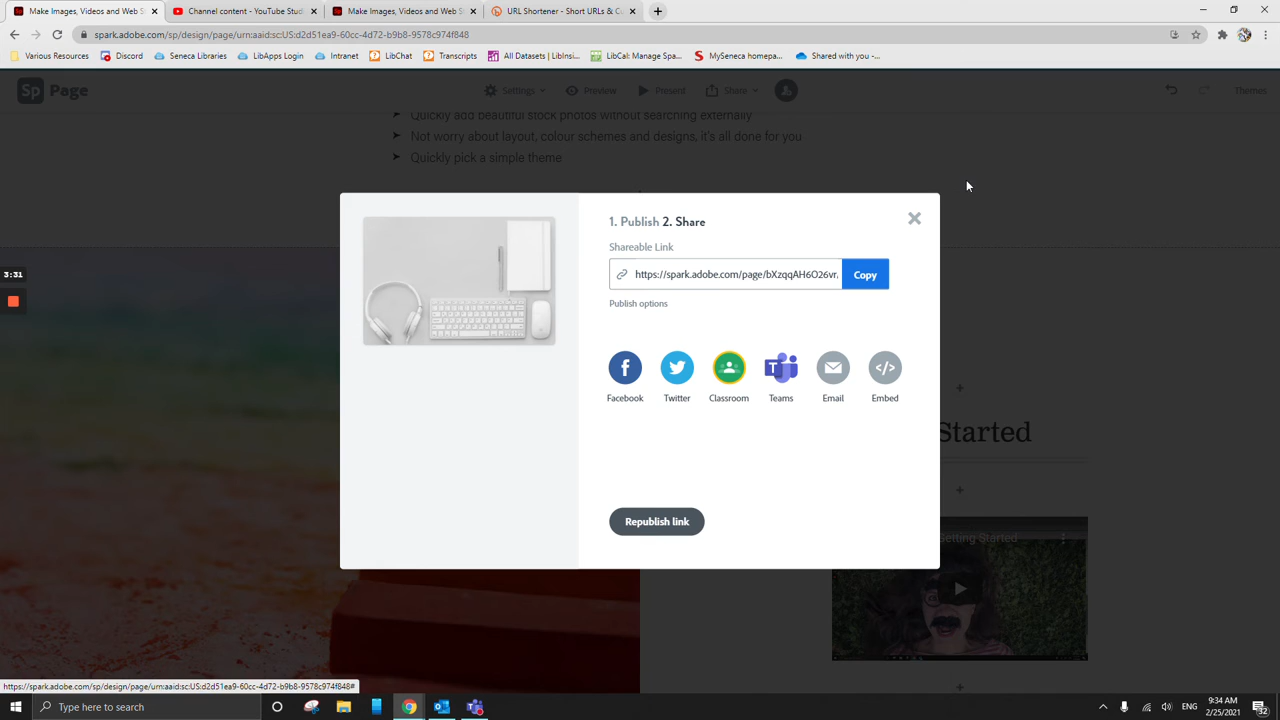 Make Images, Videos and Web S
Channel content - YouTube Studi
Make Images, Videos and Web S
URL Shortener - Short URLs & Cu
spark.adobe.com/sp/design/page/urn:aaid:sc:US:d2d51ea9-60cc-4d72-b9b8-9578c974f848
Various Resources
Discord
Seneca Libraries
LibApps Login
Intranet
LibChat
Transcripts
All Datasets | LibInsi...
LibCal: Manage Spa...
MySeneca homepa...
Shared with you -...
Sp Page
Settings
Preview
Present
Share
Themes
Quickly add beautiful stock photos without searching externally
Not worry about layout, colour schemes and designs, it's all done for you
Quickly pick a simple theme
1. Publish 2. Share
Shareable Link
https://spark.adobe.com/page/bXzqqAH6O26vr.
Copy
Publish options
3:31
Facebook
Twitter
Classroom
Teams
Email
Embed
Started
Republish link
Getting Started
https://spark.adobe.com/sp/design/page/urn:aaid:sc:US:d2d51ea9-60cc-4d72-b9b8-9578c974f848#
Type here to search
ENG
9:34 AM
2/25/2021
32